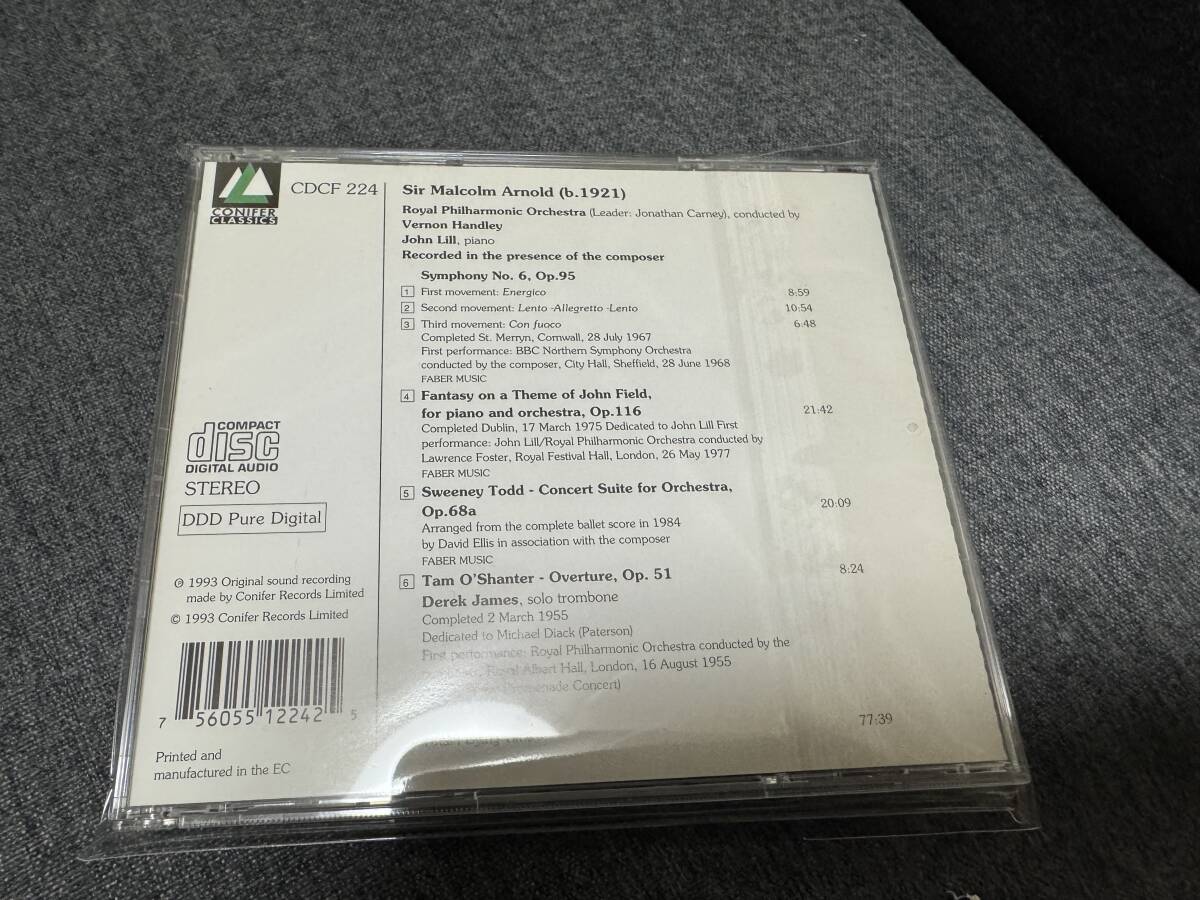 CONIFER
CLASSICS
CDCF 224
COMPACT
disc
DIGITAL AUDIO
STEREO
DDD Pure Digital
℗ 1993 Original sound recording
made by Conifer Records Limited
© 1993 Conifer Records Limited
7 56055 12242 5
Printed and
manufactured in the EC
Sir Malcolm Arnold (b.1921)
Royal Philharmonic Orchestra (Leader: Jonathan Carney), conducted by
Vernon Handley
John Lill, piano
Recorded in the presence of the composer
Symphony No. 6, Op.95
1 First movement: Energico 8:59
2 Second movement: Lento -Allegretto -Lento 10:54
3 Third movement: Con fuoco 6:48
Completed St. Merryn, Cornwall, 28 July 1967
First performance: BBC Northern Symphony Orchestra
conducted by the composer, City Hall, Sheffield, 28 June 1968
FABER MUSIC
4 Fantasy on a Theme of John Field,
for piano and orchestra, Op.116 21:42
Completed Dublin, 17 March 1975 Dedicated to John Lill First
performance: John Lill/Royal Philharmonic Orchestra conducted by
Lawrence Foster, Royal Festival Hall, London, 26 May 1977
FABER MUSIC
5 Sweeney Todd - Concert Suite for Orchestra,
Op.68a 20:09
Arranged from the complete ballet score in 1984
by David Ellis in association with the composer
FABER MUSIC
6 Tam O'Shanter - Overture, Op. 51 8:24
Derek James, solo trombone
Completed 2 March 1955
Dedicated to Michael Diack (Paterson)
First performance: Royal Philharmonic Orchestra conducted by the
Royal Albert Hall, London, 16 August 1955
Promenade Concert)
77:39